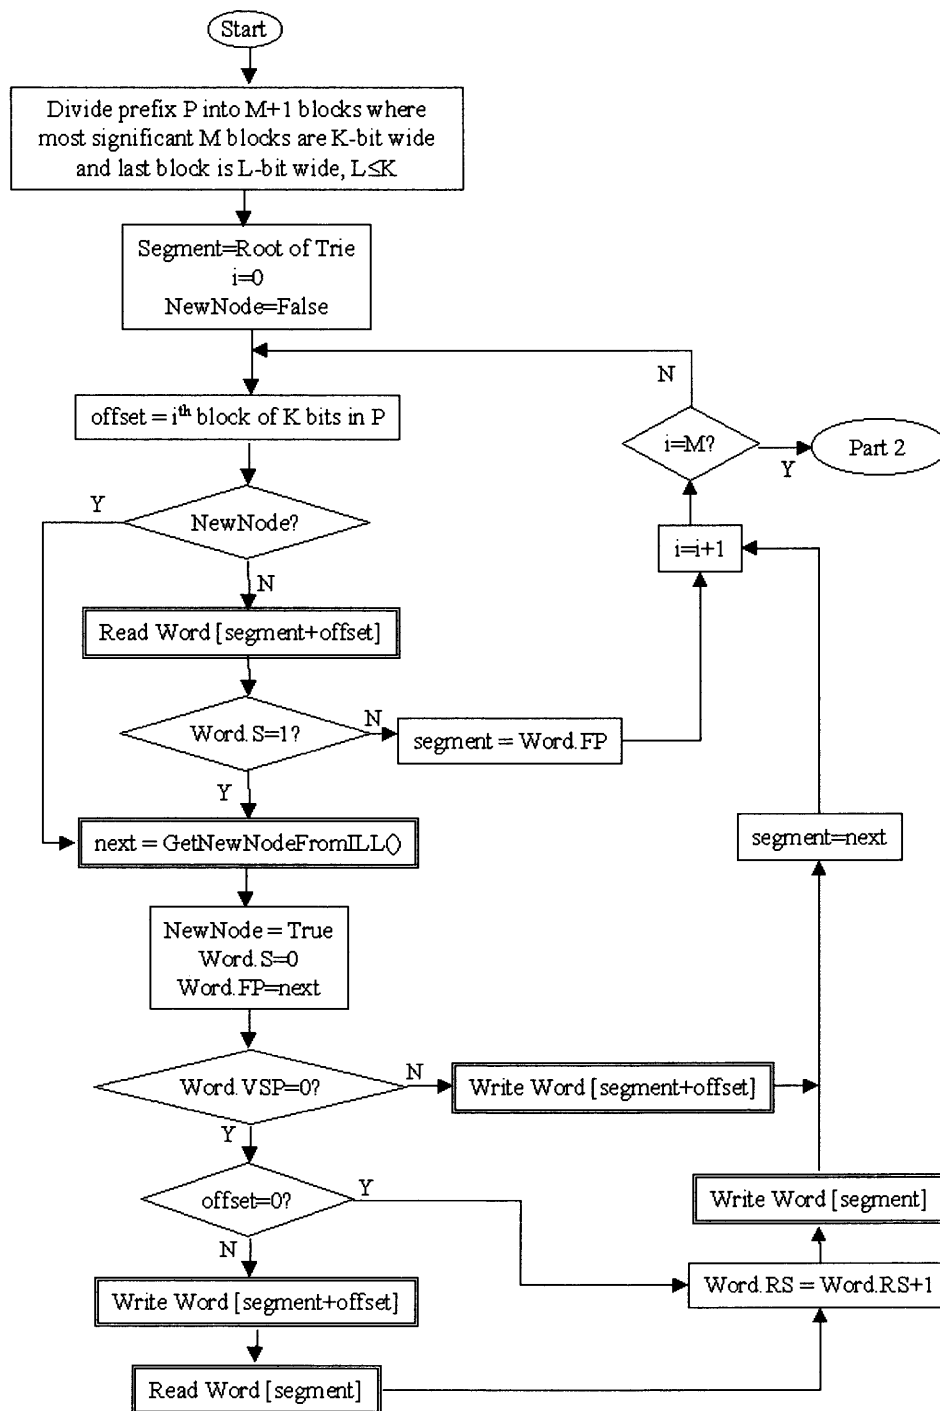 Start
Divide prefix P into M+1 blocks where
most significant M blocks are K-bit wide
and last block is L-bit wide, L≤K
Segment=Root of Trie
i=0
NewNode=False
N
offset = iᵗʰ block of K bits in P
i=M?
Part 2
Y
Y
NewNode?
i=i+1
N
Read Word [segment+offset]
Word.S=1?
N
segment = Word.FP
Y
next = GetNewNodeFromILL()
segment=next
NewNode = True
Word.S=0
Word.FP=next
Word.VSP=0?
N
Write Word [segment+offset]
Y
offset=0?
Y
Write Word [segment]
N
Word.RS = Word.RS+1
Write Word [segment+offset]
Read Word [segment]